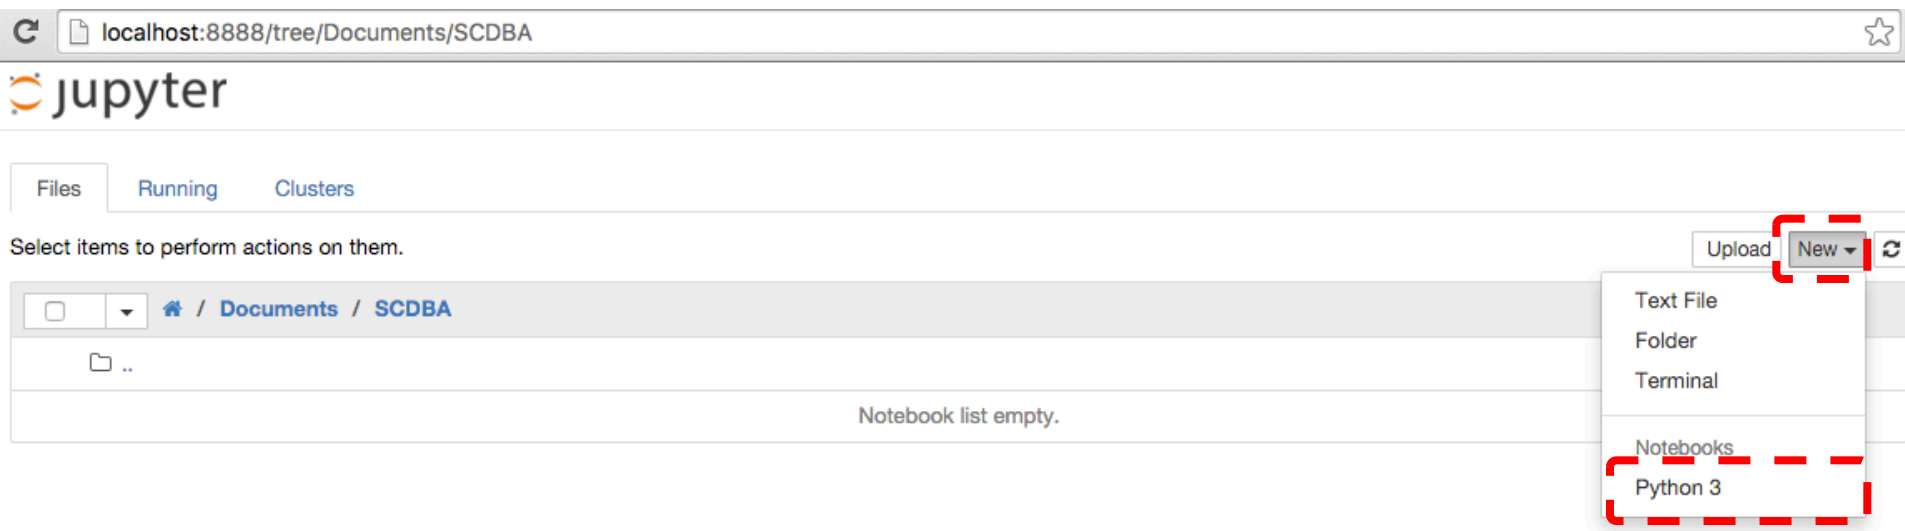 localhost:8888/tree/Documents/SCDBA
jupyter
Files Running Clusters
Select items to perform actions on them.
Upload New
/ Documents / SCDBA
..
Notebook list empty.
Text File
Folder
Terminal
Notebooks
Python 3